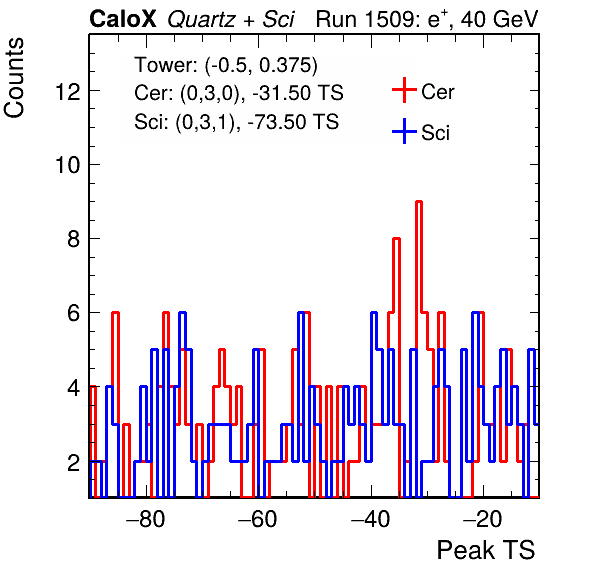 CaloX Quartz + Sci Run 1509: e+, 40 GeV
Counts
Tower: (-0.5, 0.375)
Cer: (0,3,0), -31.50 TS
Sci: (0,3,1), -73.50 TS
Cer
Sci
12
10
8
6
4
2
−80 −60 −40 −20
Peak TS